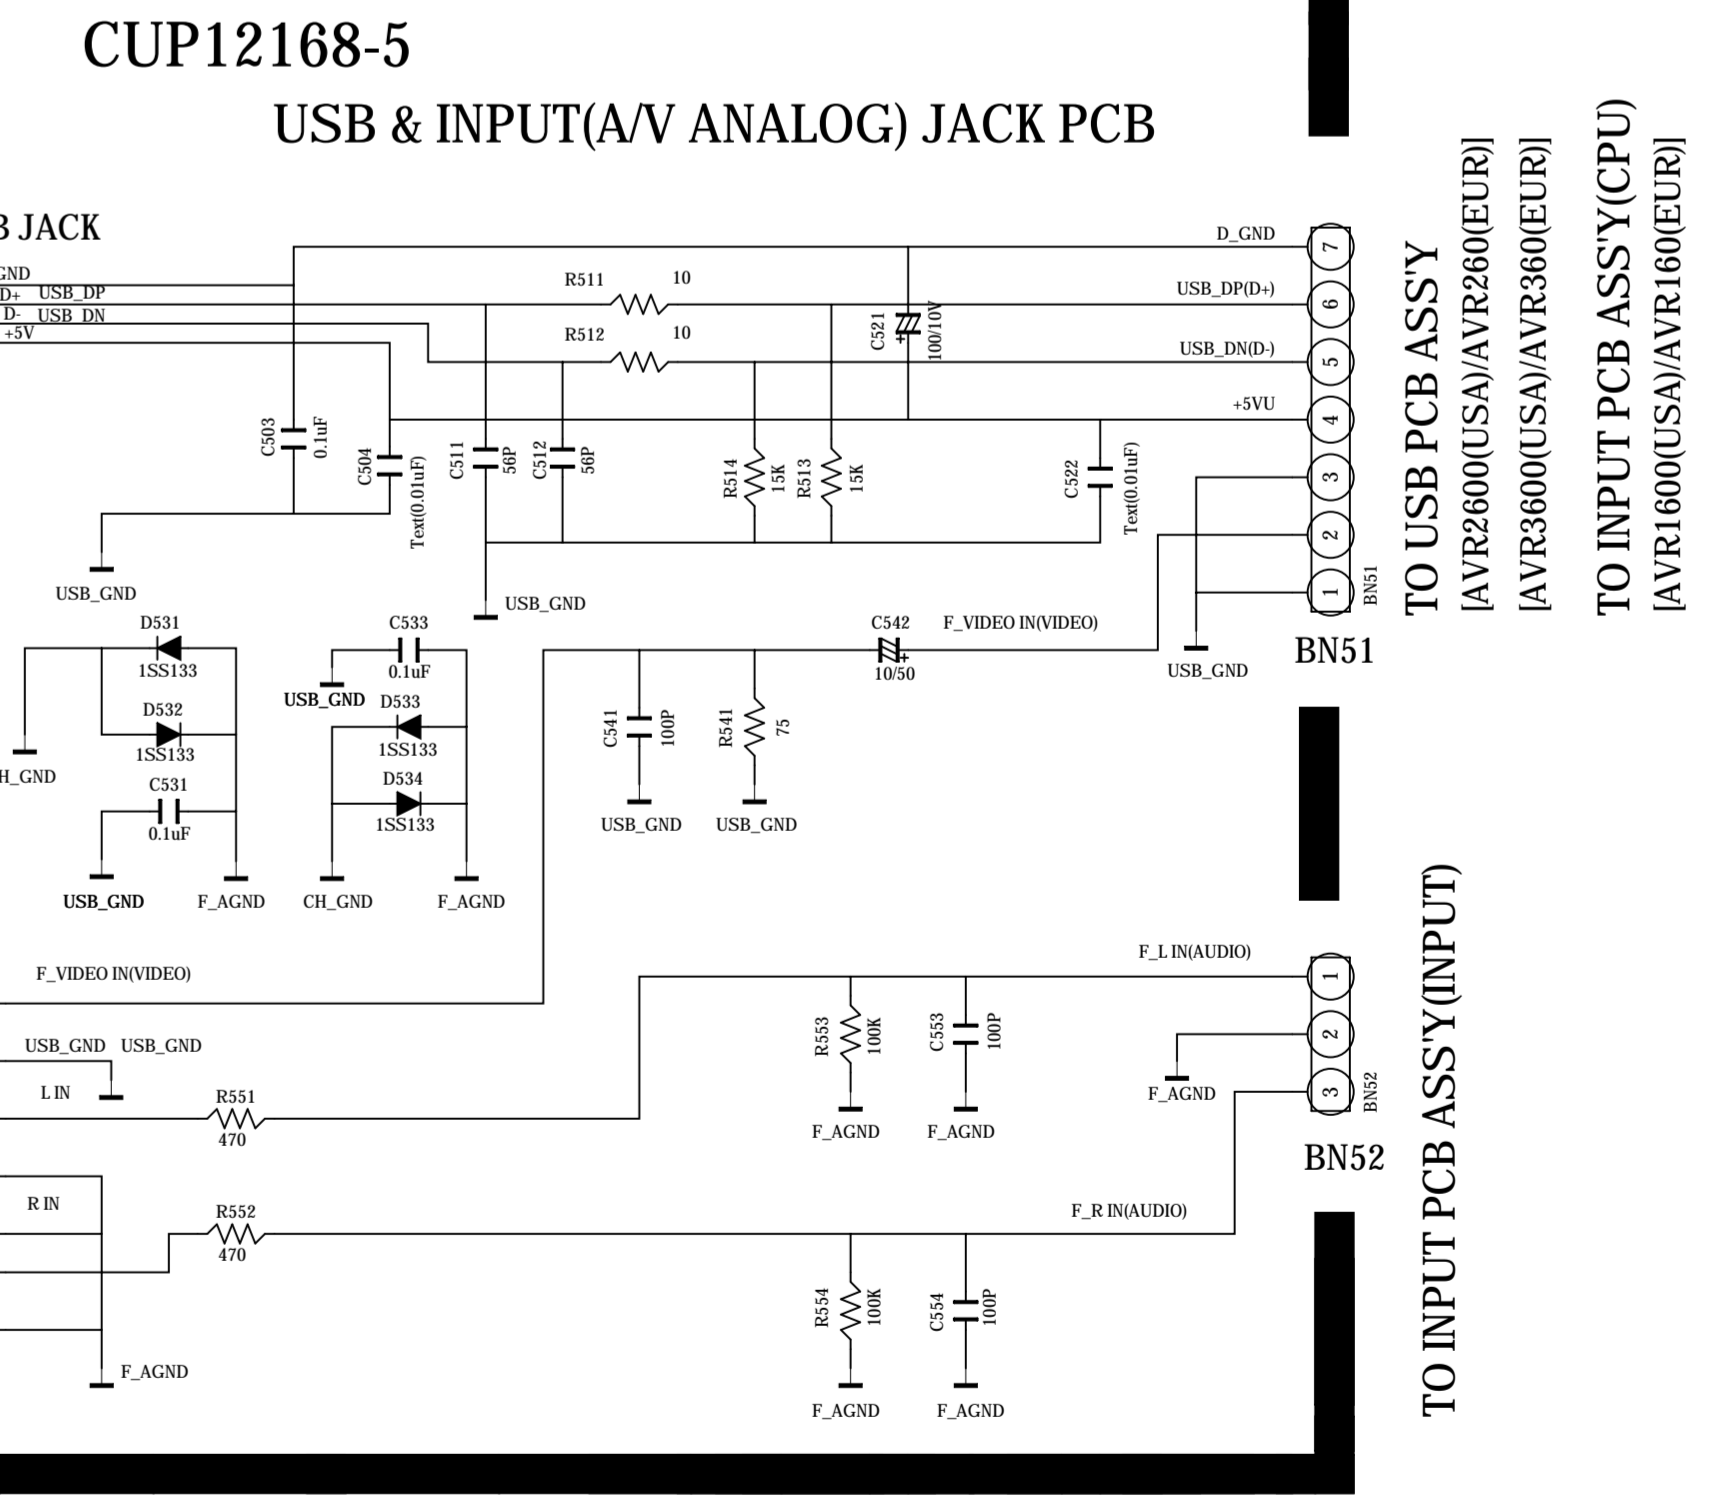 CUP12168-5
USB & INPUT(A/V ANALOG) JACK PCB
B JACK
GND
D+ USB_DP
D- USB_DN
+5V
R511 10
R512 10
D_GND
USB_DP(D+)
USB_DN(D-)
+5VU
C521 100/10V
C503 0.1uF
C504 Text(0.01uF)
C511 56P
C512 56P
R514 15K
R513 15K
C522 Text(0.01uF)
7
6
5
4
3
2
1
BN51
BN51
USB_GND
USB_GND
USB_GND
TO USB PCB ASS'Y
[AVR2600(USA)/AVR260(EUR)]
[AVR3600(USA)/AVR360(EUR)]
TO INPUT PCB ASS'Y(CPU)
[AVR1600(USA)/AVR160(EUR)]
D531
1SS133
D532
1SS133
C531
0.1uF
H_GND
USB_GND
F_AGND
C533
0.1uF
USB_GND
D533
1SS133
D534
1SS133
CH_GND
F_AGND
C542
10/50
F_VIDEO IN(VIDEO)
C541 100P
R541 75
USB_GND
USB_GND
F_VIDEO IN(VIDEO)
USB_GND USB_GND
L IN
R551
470
R IN
R552
470
F_AGND
F_L IN(AUDIO)
R553 100K
C553 100P
F_AGND
F_AGND
F_AGND
1
2
3
BN52
BN52
F_R IN(AUDIO)
R554 100K
C554 100P
F_AGND
F_AGND
TO INPUT PCB ASS'Y(INPUT)